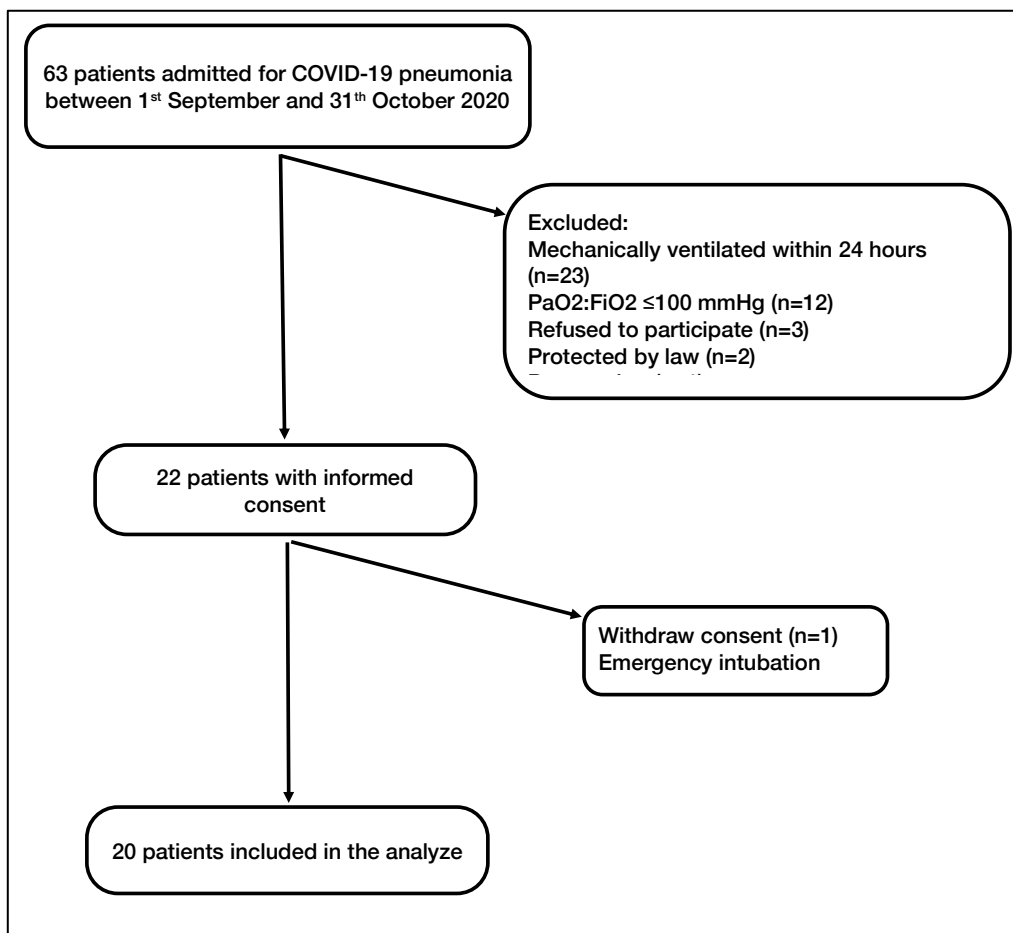 63 patients admitted for COVID-19 pneumonia
between 1st September and 31th October 2020
Excluded:
Mechanically ventilated within 24 hours
(n=23)
PaO2:FiO2 ≤100 mmHg (n=12)
Refused to participate (n=3)
Protected by law (n=2)
22 patients with informed
consent
Withdraw consent (n=1)
Emergency intubation
20 patients included in the analyze